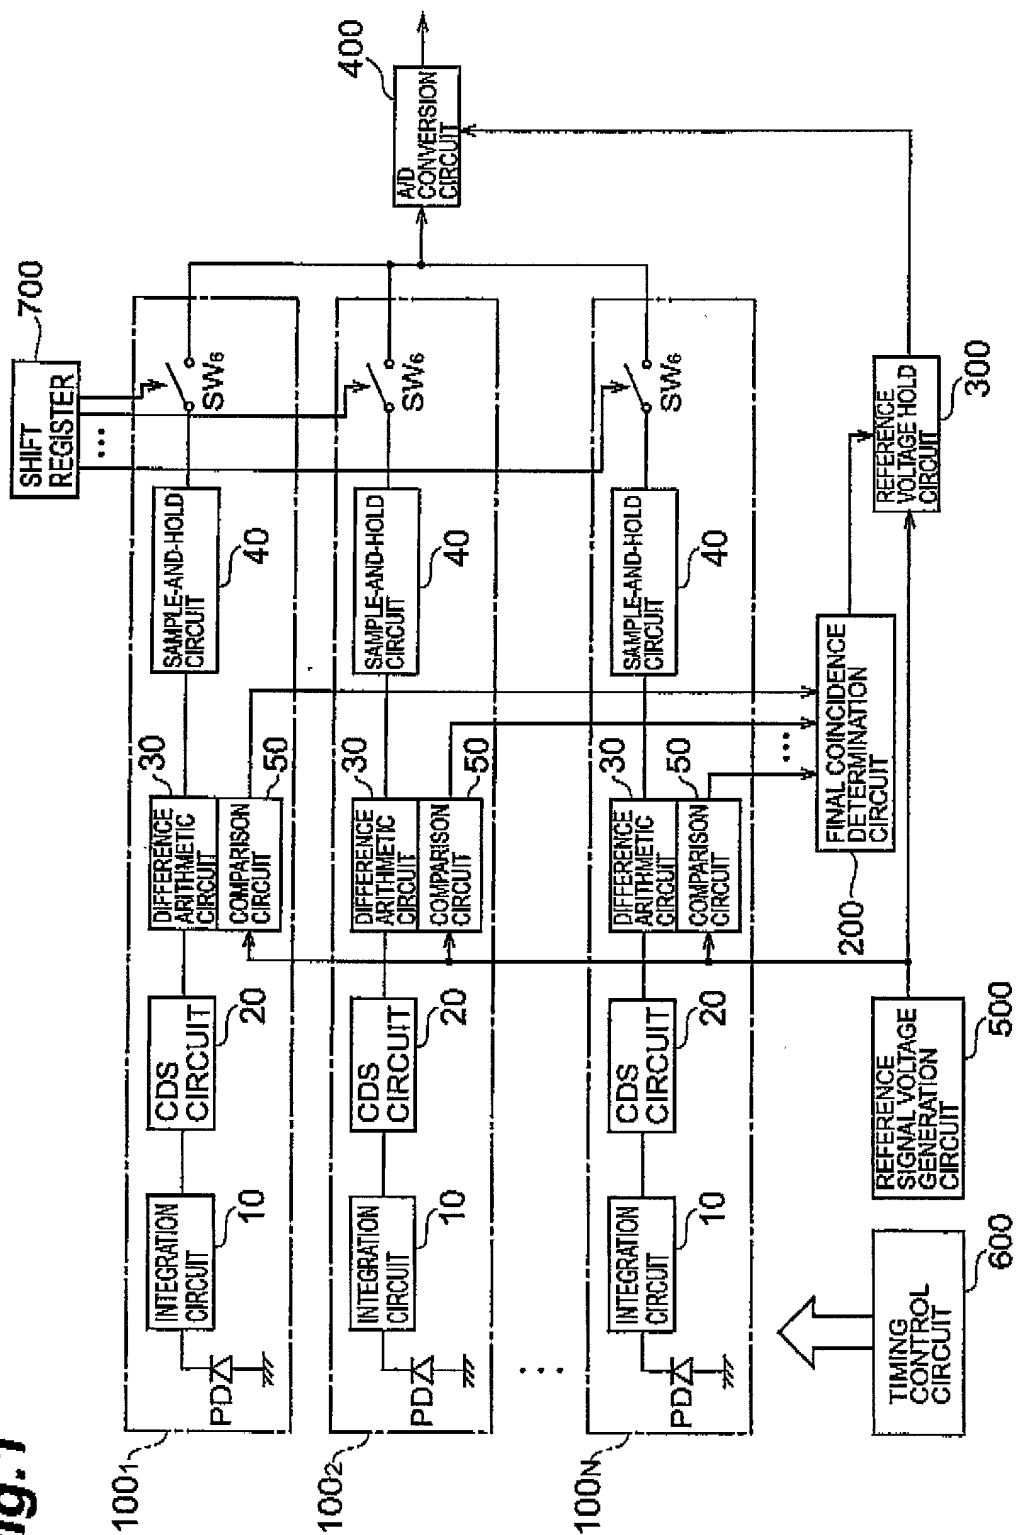 Fig.1
SHIFT
REGISTER
700
...
400
A/D
CONVERSION
CIRCUIT
100₁
PD
INTEGRATION
CIRCUIT
10
CDS
CIRCUIT
20
DIFFERENCE
ARITHMETIC
CIRCUIT
30
COMPARISON
CIRCUIT
50
SAMPLE-AND-HOLD
CIRCUIT
40
SW₆
100₂
PD
INTEGRATION
CIRCUIT
10
CDS
CIRCUIT
20
DIFFERENCE
ARITHMETIC
CIRCUIT
30
COMPARISON
CIRCUIT
50
SAMPLE-AND-HOLD
CIRCUIT
40
SW₆
...
100N
PD
INTEGRATION
CIRCUIT
10
CDS
CIRCUIT
20
DIFFERENCE
ARITHMETIC
CIRCUIT
30
COMPARISON
CIRCUIT
50
SAMPLE-AND-HOLD
CIRCUIT
40
SW₆
...
TIMING
CONTROL
CIRCUIT
600
REFERENCE
SIGNAL VOLTAGE
GENERATION
CIRCUIT
500
FINAL COINCIDENCE
DETERMINATION
CIRCUIT
200
REFERENCE
VOLTAGE HOLD
CIRCUIT
300